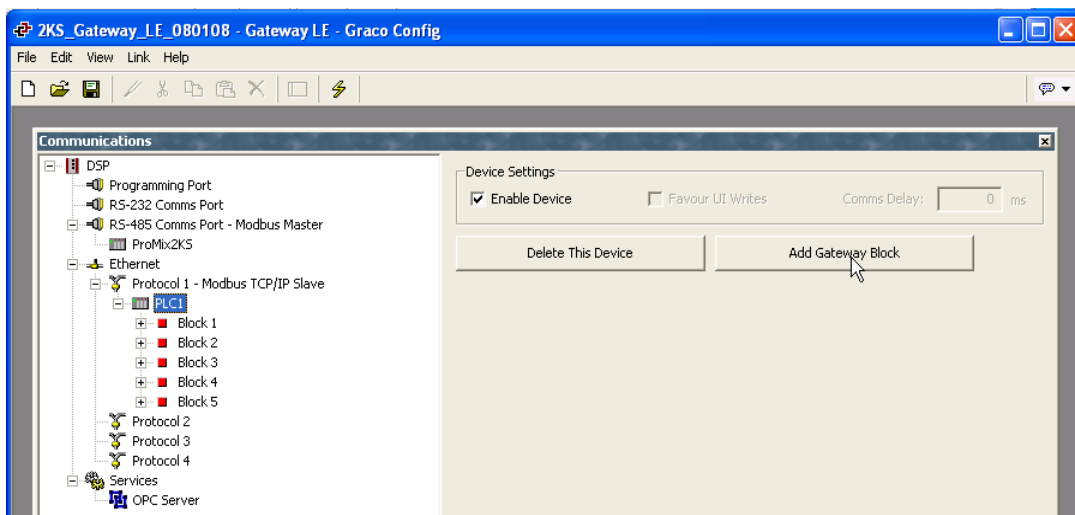 2KS_Gateway_LE_080108 - Gateway LE - Graco Config
File Edit View Link Help
Communications
DSP
Programming Port
RS-232 Comms Port
RS-485 Comms Port - Modbus Master
ProMix2KS
Ethernet
Protocol 1 - Modbus TCP/IP Slave
PLC1
Block 1
Block 2
Block 3
Block 4
Block 5
Protocol 2
Protocol 3
Protocol 4
Services
OPC Server
Device Settings
Enable Device Favour UI Writes Comms Delay: 0 ms
Delete This Device Add Gateway Block